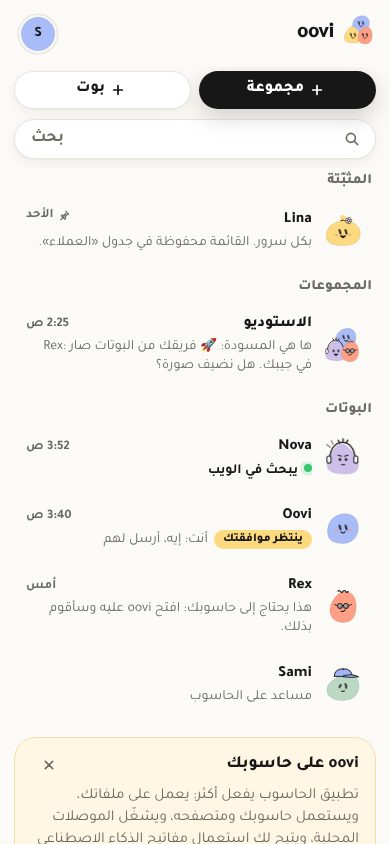 oovi
S
+ مجموعة
+ بوت
بحث
المثبّتة
Lina
الأحد
بكل سرور. القائمة محفوظة في جدول «العملاء».
المجموعات
الاستوديو
2:25 ص
Rex: ها هي المسودة: 🚀 فريقك من البوتات صار
في جيبك. هل نضيف صورة؟
البوتات
Nova
3:52 ص
يبحث في الويب
Oovi
3:40 ص
ينتظر موافقتك أنت: إيه، أرسل لهم
Rex
أمس
هذا يحتاج إلى حاسوبك: افتح oovi عليه وسأقوم
بذلك.
Sami
مساعد على الحاسوب
oovi على حاسوبك
تطبيق الحاسوب يفعل أكثر: يعمل على ملفاتك،
ويستعمل حاسوبك ومتصفحه، ويشغّل الموصلات
المحلية، ويتيح لك استعمال مفاتيح الذكاء الاصطناعي